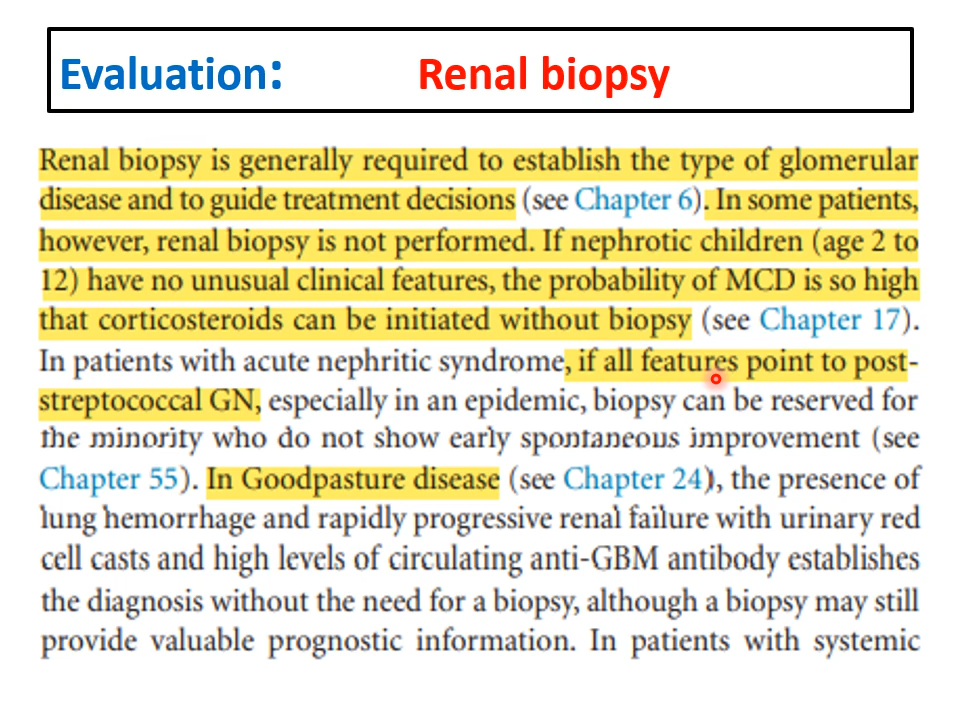 Evaluation: Renal biopsy
Renal biopsy is generally required to establish the type of glomerular
disease and to guide treatment decisions (see Chapter 6). In some patients,
however, renal biopsy is not performed. If nephrotic children (age 2 to
12) have no unusual clinical features, the probability of MCD is so high
that corticosteroids can be initiated without biopsy (see Chapter 17).
In patients with acute nephritic syndrome, if all features point to post-
streptococcal GN, especially in an epidemic, biopsy can be reserved for
the minority who do not show early spontaneous improvement (see
Chapter 55). In Goodpasture disease (see Chapter 24), the presence of
lung hemorrhage and rapidly progressive renal failure with urinary red
cell casts and high levels of circulating anti-GBM antibody establishes
the diagnosis without the need for a biopsy, although a biopsy may still
provide valuable prognostic information. In patients with systemic